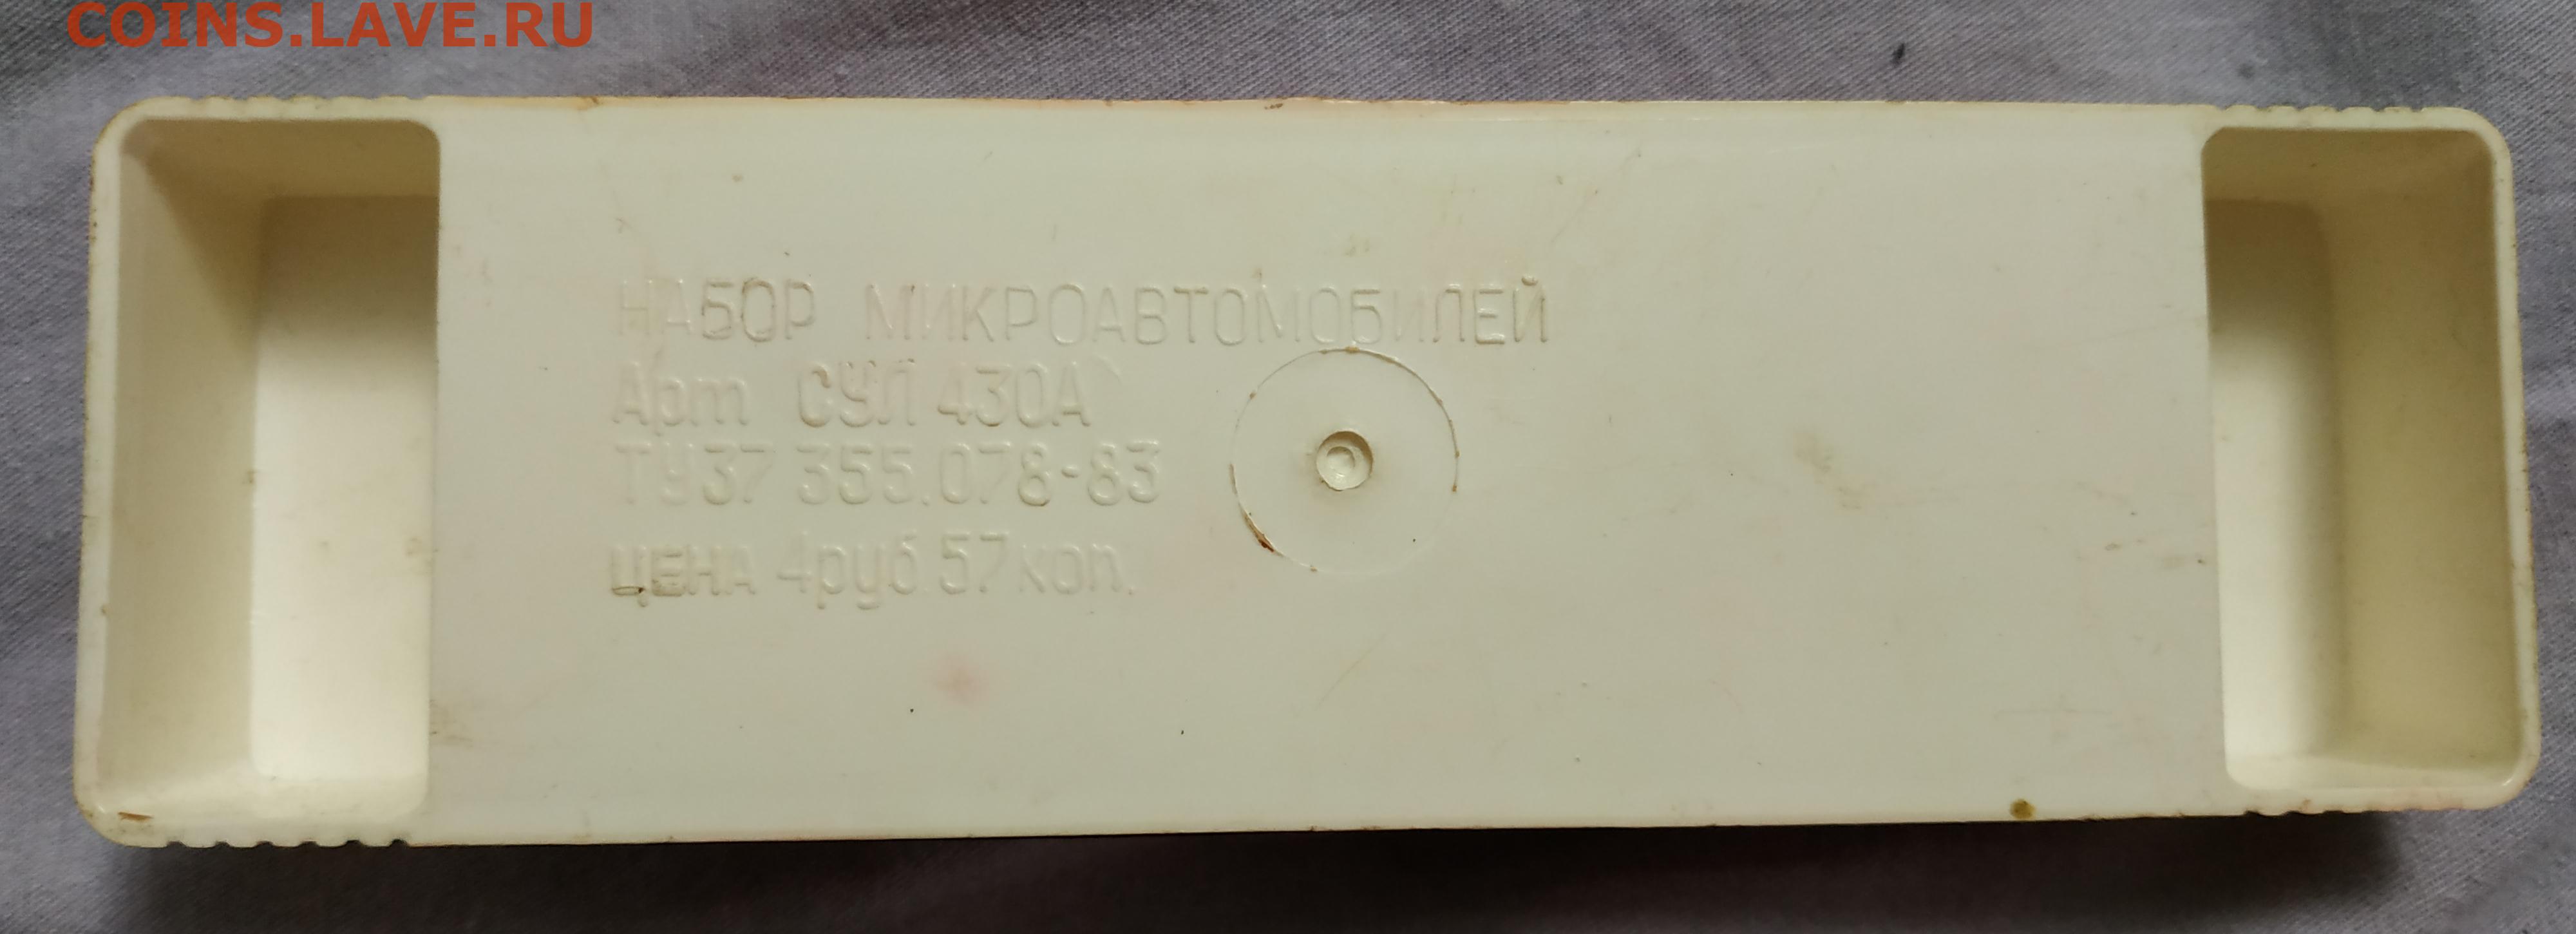 COINS.LAVE.RU
НАБОР МИКРОАВТОМОБИЛЕЙ
Арт СУЛ 430А
ТУ37 355.078-83
ЦЕНА 4руб.57коп.